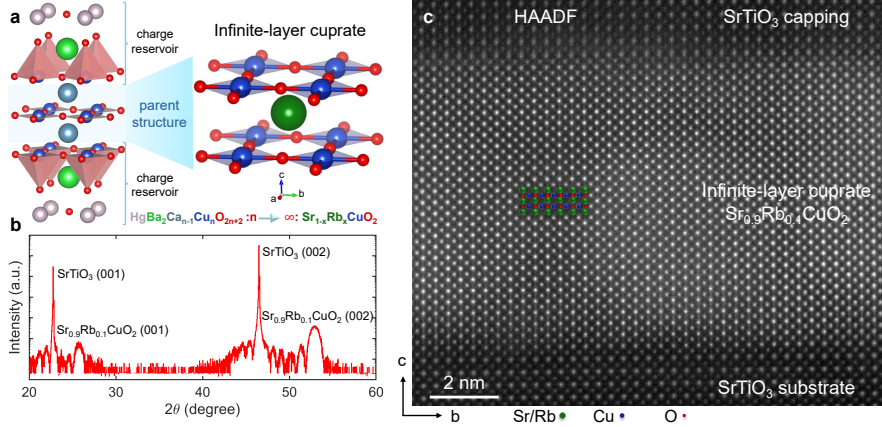 a
charge
reservoir
parent
structure
charge
reservoir
Infinite-layer cuprate
c
b
a
HgBa₂Caₙ₋₁CuₙO₂ₙ₊₂ :n → ∞: Sr₁₋ₓRbₓCuO₂
b
Intensity (a.u.)
SrTiO₃ (001)
Sr₀.₉Rb₀.₁CuO₂ (001)
SrTiO₃ (002)
Sr₀.₉Rb₀.₁CuO₂ (002)
20 30 40 50 60
2θ (degree)
c
HAADF
SrTiO₃ capping
Infinite-layer cuprate
Sr₀.₉Rb₀.₁CuO₂
SrTiO₃ substrate
2 nm
c
b
Sr/Rb Cu O